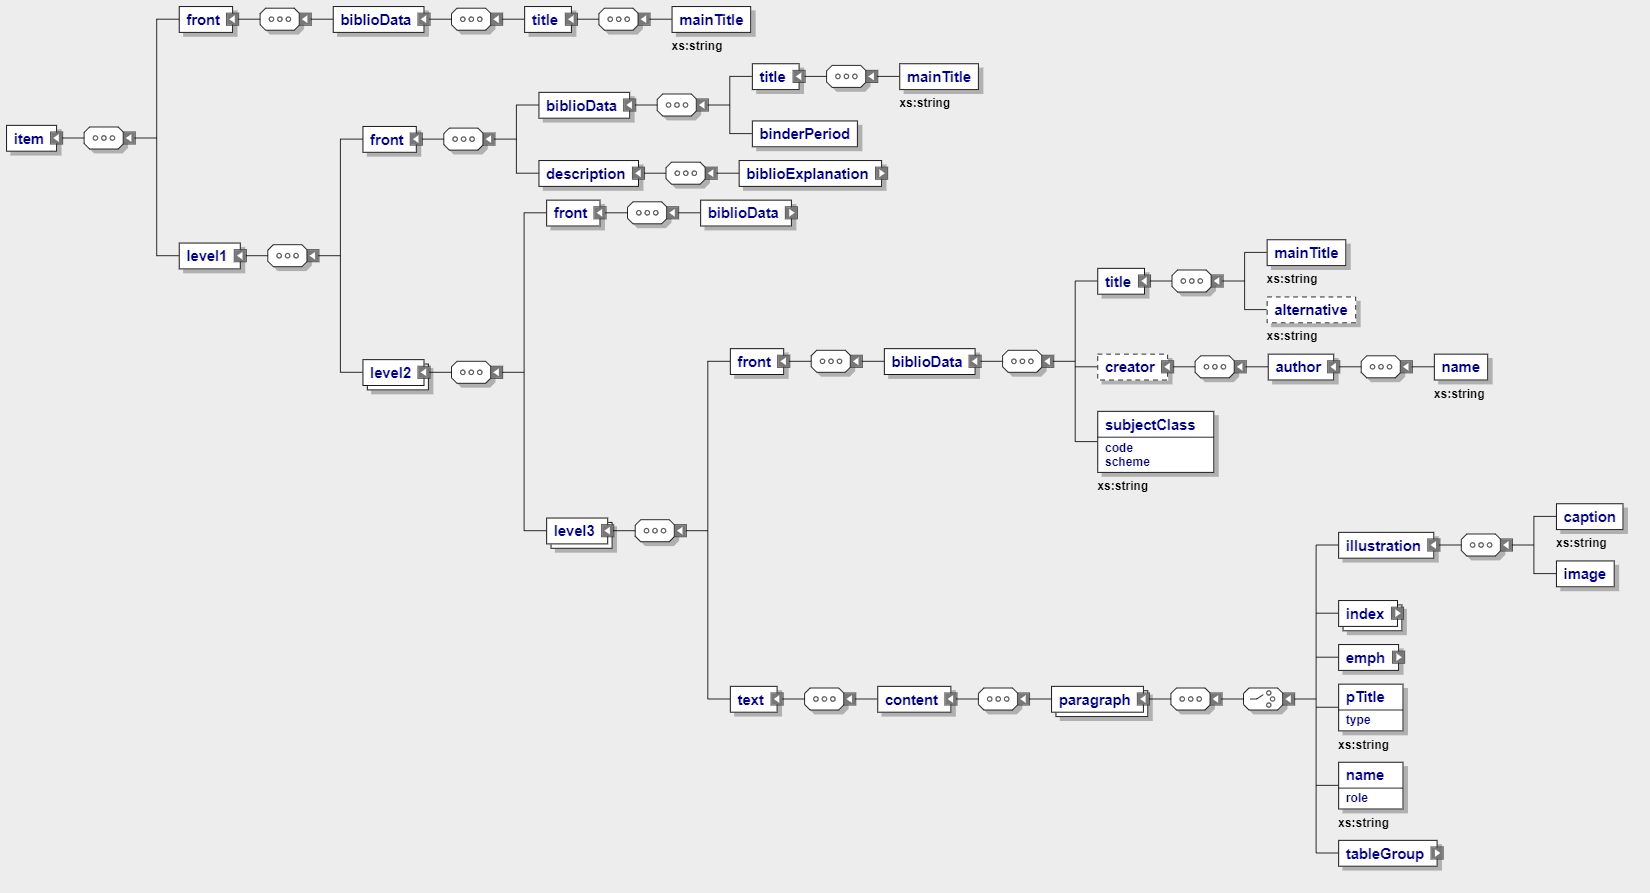 front
biblioData
title
mainTitle
xs:string
title
mainTitle
xs:string
biblioData
binderPeriod
item
front
description
biblioExplanation
front
biblioData
level1
mainTitle
xs:string
title
alternative
xs:string
front
biblioData
creator
author
name
xs:string
level2
subjectClass
code
scheme
xs:string
level3
caption
xs:string
illustration
image
index
emph
text
content
paragraph
pTitle
type
xs:string
name
role
xs:string
tableGroup